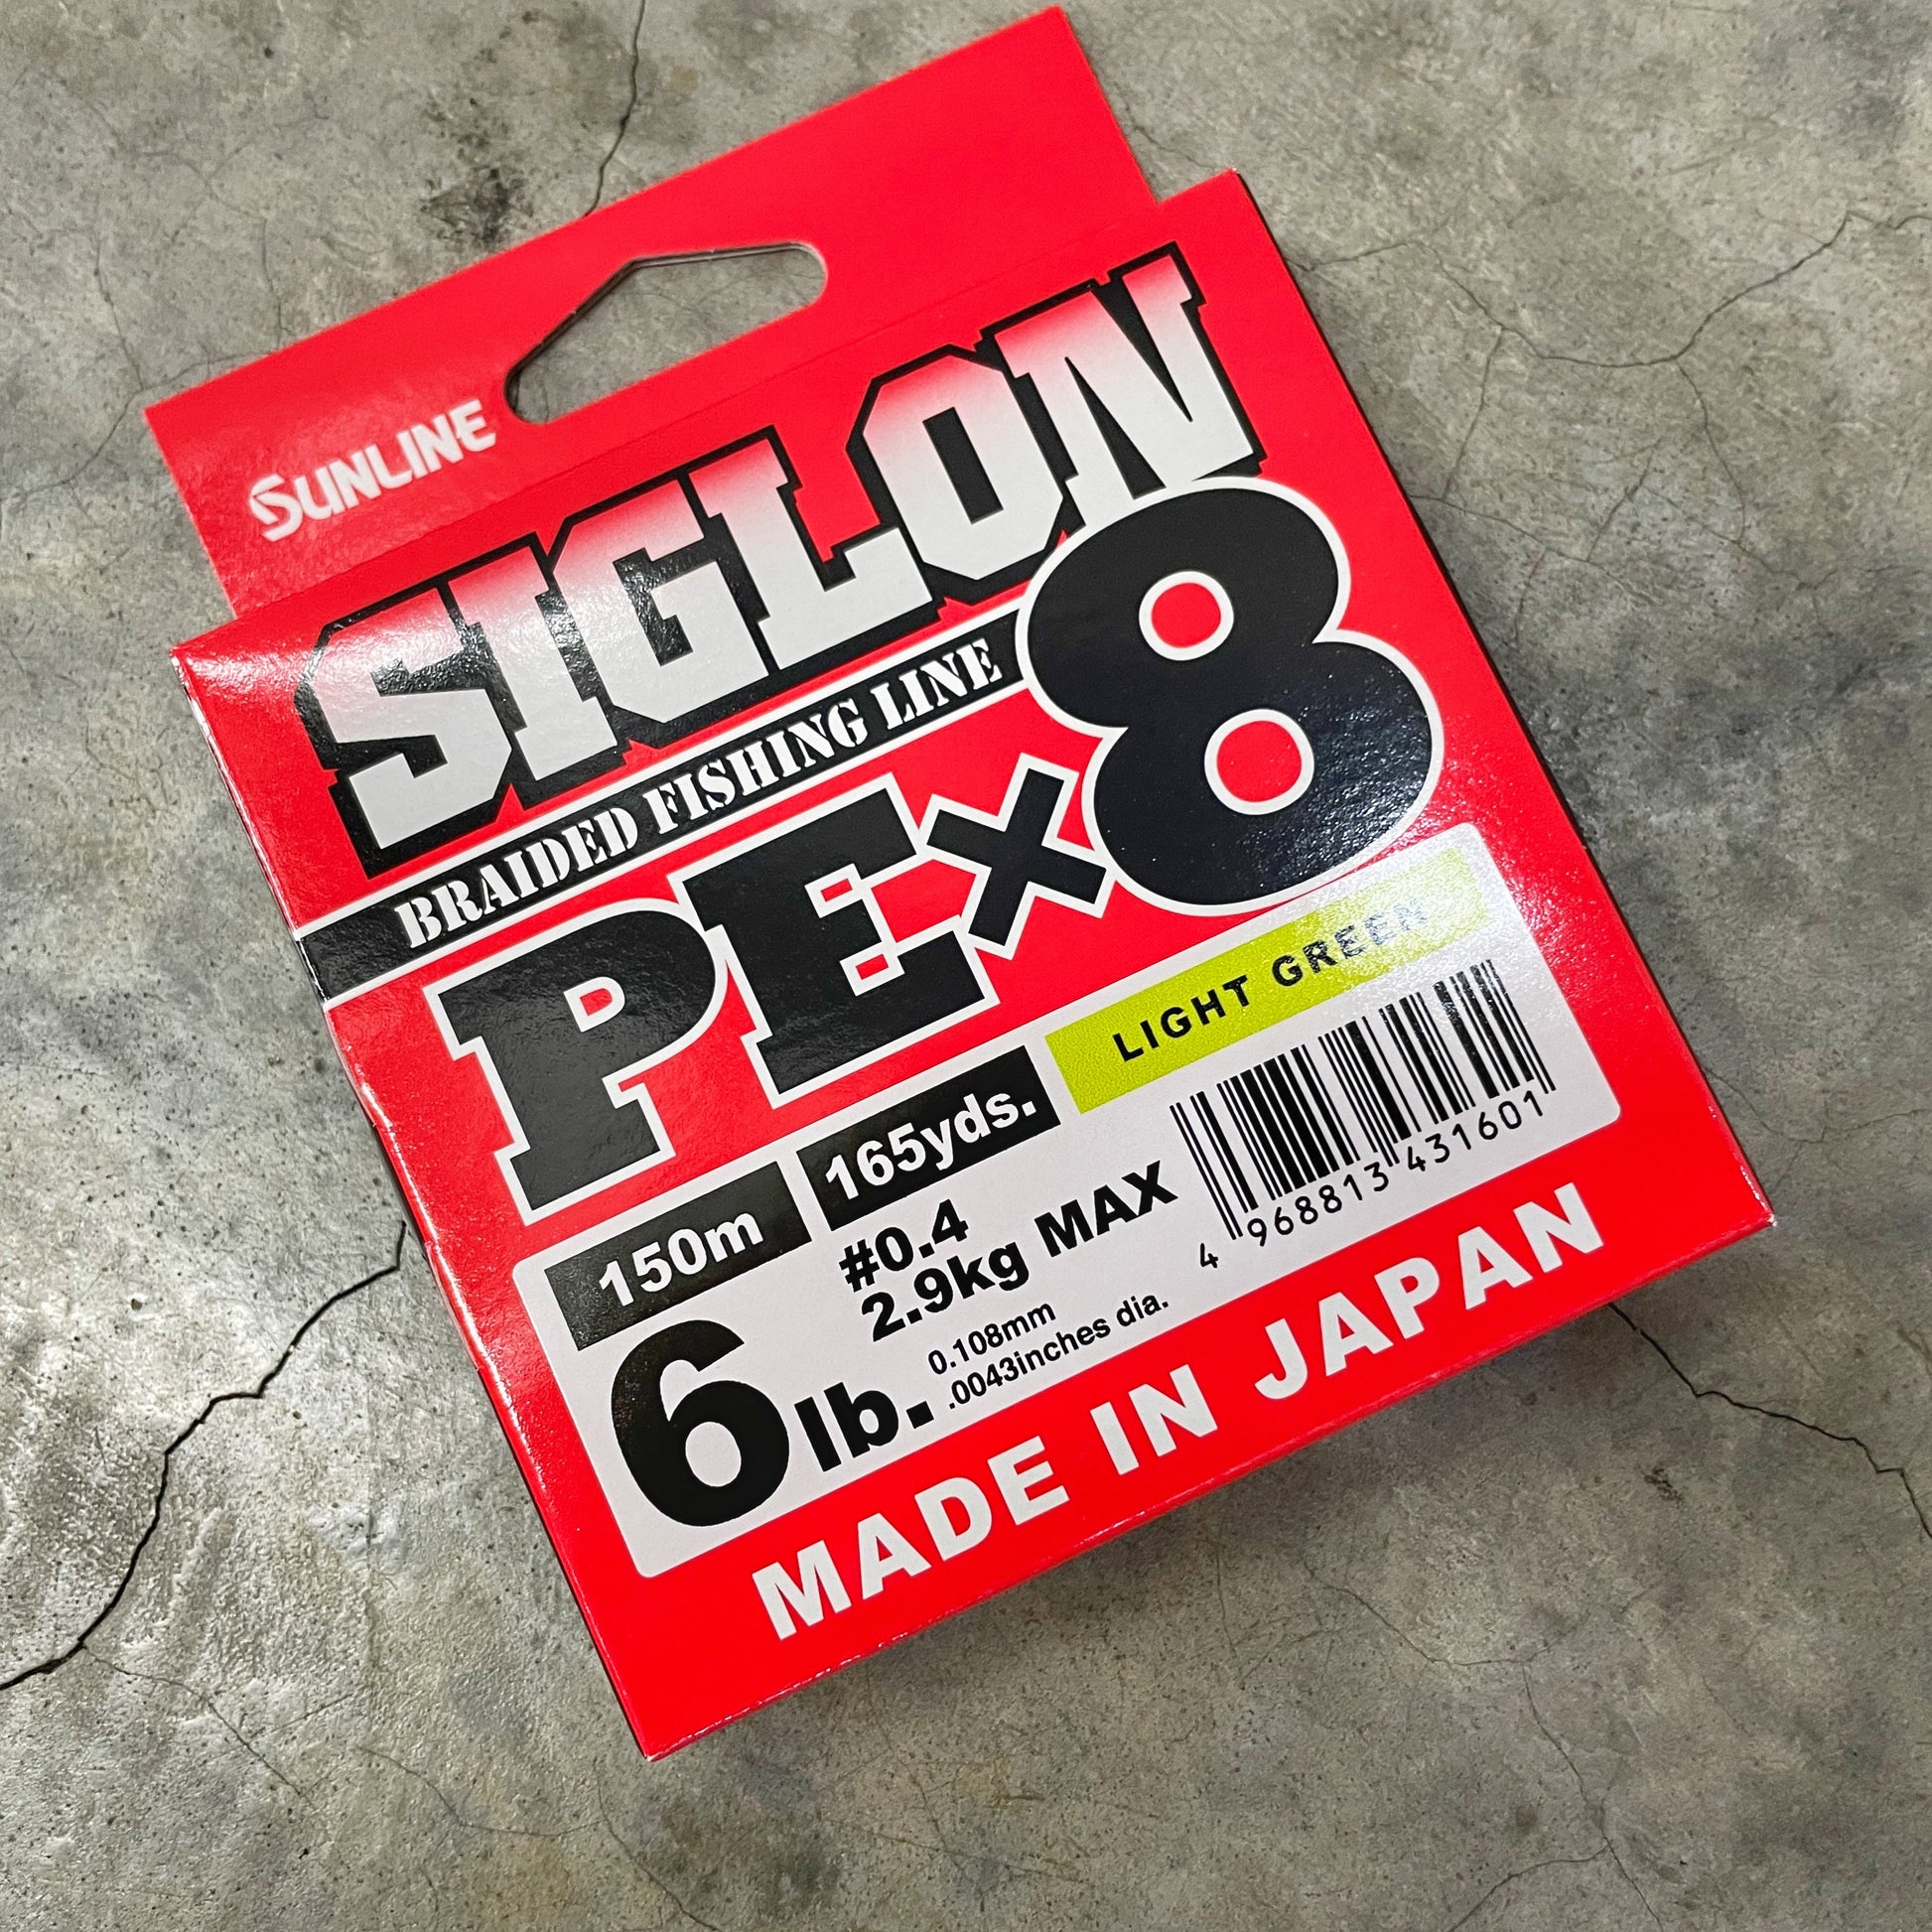 SUNLINE
SIGLON
BRAIDED FISHING LINE
PE×8
LIGHT GREEN
150m 165yds.
#0.4
2.9kg MAX
6lb.
0.108mm
.0043inches dia.
4 968813 431601
MADE IN JAPAN